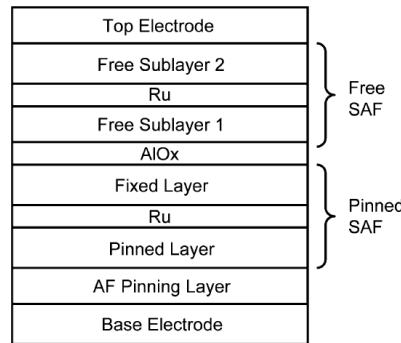 Top Electrode
Free Sublayer 2
Ru
Free Sublayer 1
AlOx
Fixed Layer
Ru
Pinned Layer
AF Pinning Layer
Base Electrode
Free
SAF
Pinned
SAF